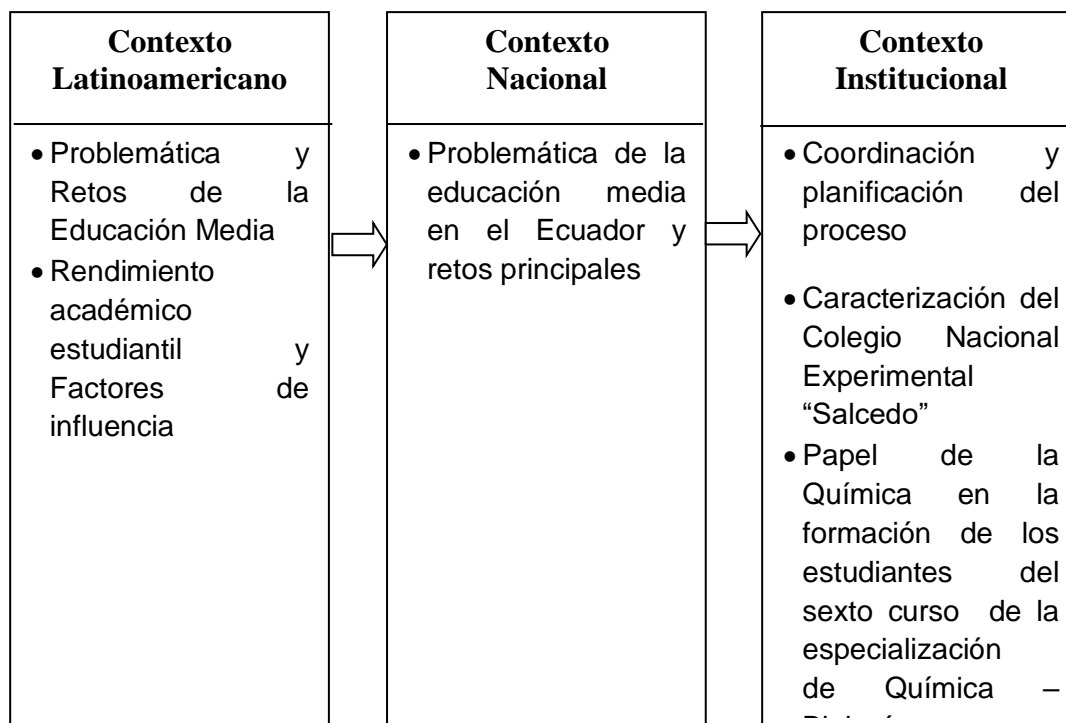 Contexto
Latinoamericano
• Problemática y
Retos de la
Educación Media
• Rendimiento
académico
estudiantil y
Factores de
influencia
Contexto
Nacional
• Problemática de la
educación media
en el Ecuador y
retos principales
Contexto
Institucional
• Coordinación y
planificación del
proceso
• Caracterización del
Colegio Nacional
Experimental
“Salcedo”
• Papel de la
Química en la
formación de los
estudiantes del
sexto curso de la
especialización
de Química –